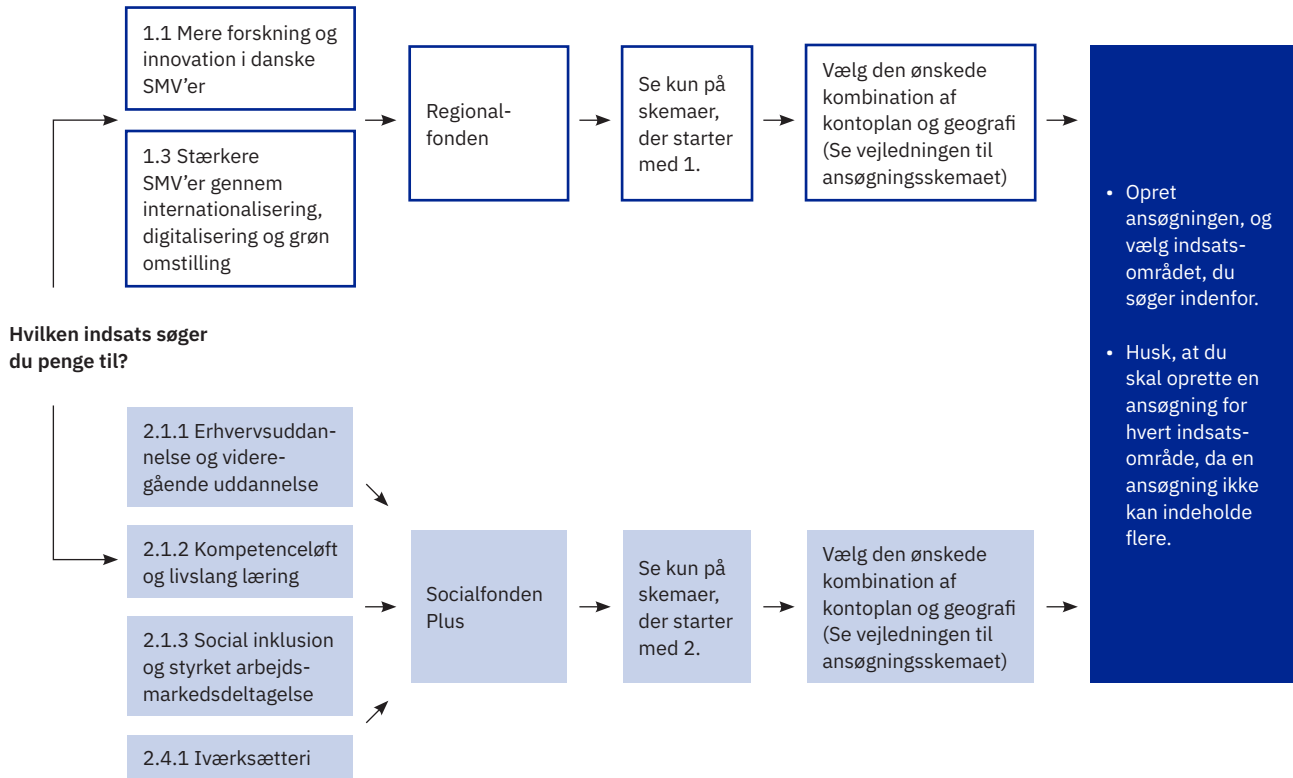 1.1 Mere forskning og
innovation i danske
SMV’er
1.3 Stærkere
SMV’er gennem
internationalisering,
digitalisering og grøn
omstilling
Regional-
fonden
Se kun på
skemaer,
der starter
med 1.
Vælg den ønskede
kombination af
kontoplan og geografi
(Se vejledningen til
ansøgningsskemaet)
Hvilken indsats søger
du penge til?
2.1.1 Erhvervsuddan-
nelse og videre-
gående uddannelse
2.1.2 Kompetenceløft
og livslang læring
2.1.3 Social inklusion
og styrket arbejds-
markedsdeltagelse
2.4.1 Iværksætteri
Socialfonden
Plus
Se kun på
skemaer,
der starter
med 2.
Vælg den ønskede
kombination af
kontoplan og geografi
(Se vejledningen til
ansøgningsskemaet)
• Opret
ansøgningen, og
vælg indsats-
området, du
søger indenfor.
• Husk, at du
skal oprette en
ansøgning for
hvert indsats-
område, da en
ansøgning ikke
kan indeholde
flere.